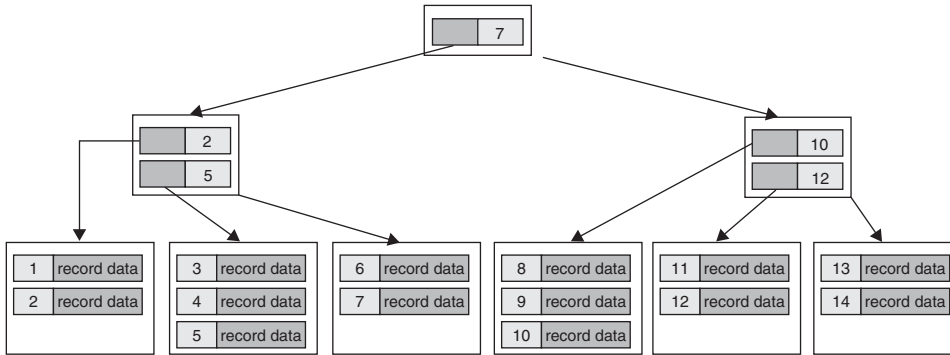 7
2
5
10
12
1 record data
2 record data
3 record data
4 record data
5 record data
6 record data
7 record data
8 record data
9 record data
10 record data
11 record data
12 record data
13 record data
14 record data